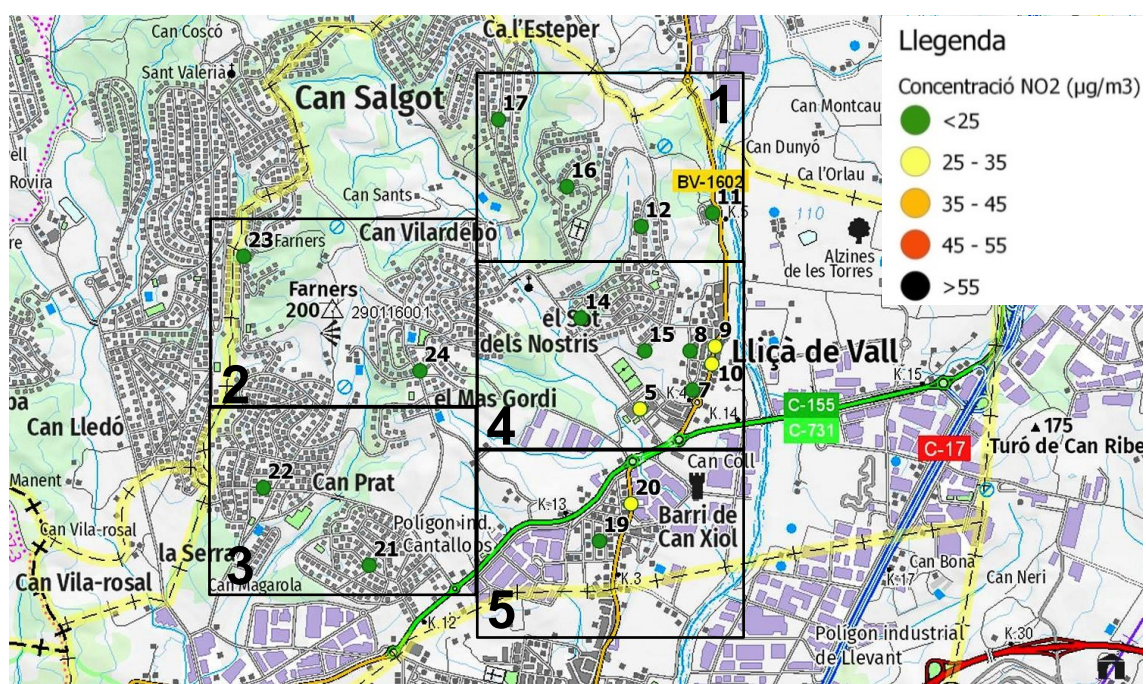 Can Coscó
Ca l'Esteper
Sant Valerià
Can Salgot
17
1
Can Montcau
Can Dunyó
16
Ca l'Orlau
Rovira
Can Sants
BV-1602
11
K.5
110
12
Can Vilardebò
23
Farners
Alzines
de les Torres
Farners
200
290116001
14
el Sot
dels Nostris
15
8
9
Lliçà de Vall
10
24
K.15
2
el Mas Gordi
5
7
K.4
K.14
C-155
C-731
4
Can Lledó
175
C-17
Turó de Can Ribe
Can Coll
Manent
22
Can Prat
20
K.13
Barri de
Can Xiol
Can Vila-rosal
Polígon ind.
Cantallops
19
la Serra
3
21
K.3
Can Bona
K.17
Can Neri
Can Vila-rosal
Can Magarola
5
K.12
Polígon industrial
de Llevant
K.30
Llegenda
Concentració NO2 (µg/m3)
<25
25 - 35
35 - 45
45 - 55
>55